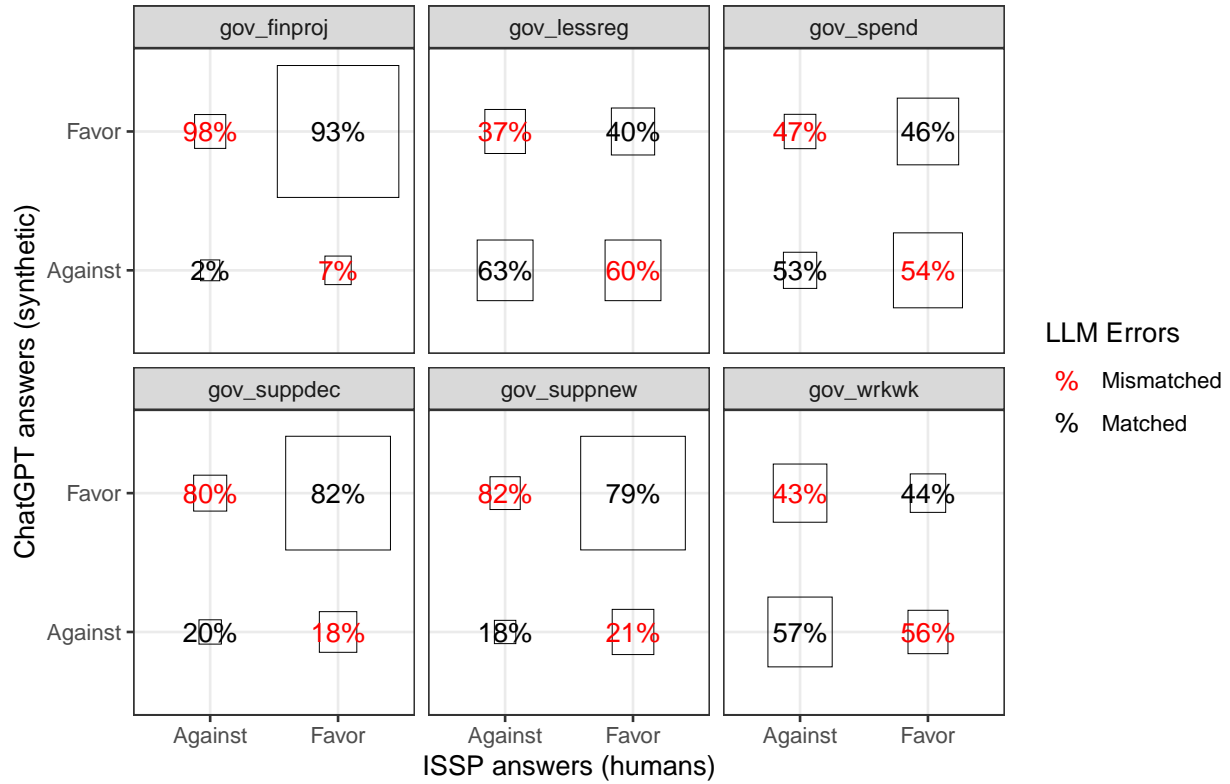 gov_finproj gov_lessreg gov_spend
Favor 98% 93% 37% 40% 47% 46%
Against 2% 7% 63% 60% 53% 54%
gov_suppdec gov_suppnew gov_wrkwk
Favor 80% 82% 82% 79% 43% 44%
Against 20% 18% 18% 21% 57% 56%
Against Favor Against Favor Against Favor
ISSP answers (humans)
ChatGPT answers (synthetic)
LLM Errors
% Mismatched
% Matched